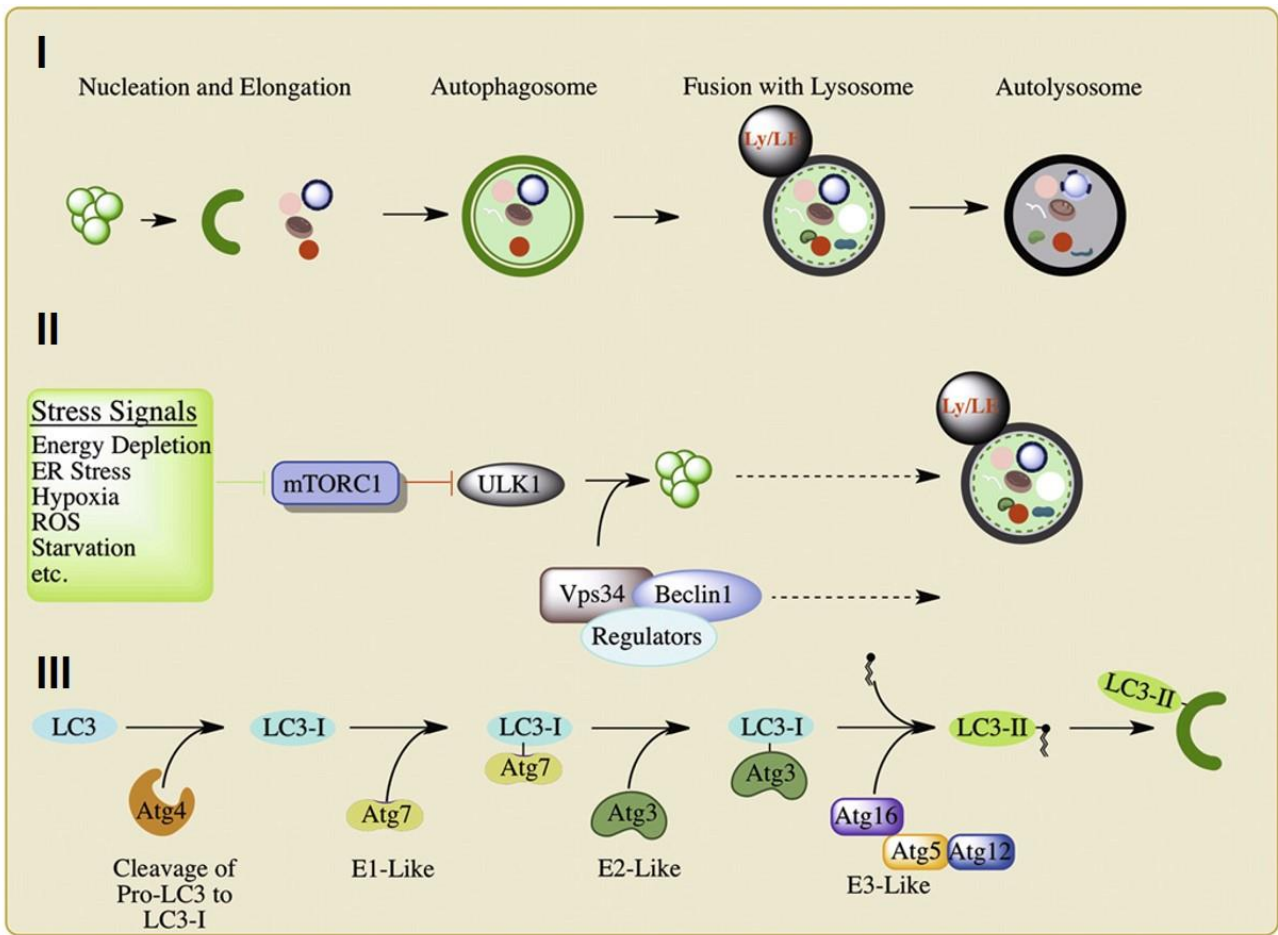 I
Nucleation and Elongation
Autophagosome
Fusion with Lysosome
Autolysosome
Ly/LE
II
Stress Signals
Energy Depletion
ER Stress
Hypoxia
ROS
Starvation
etc.
mTORC1
ULK1
Vps34
Beclin1
Regulators
Ly/LE
III
LC3
LC3-I
LC3-I
Atg7
LC3-I
Atg3
LC3-II
LC3-II
Atg4
Atg7
Atg3
Atg16
Atg5
Atg12
Cleavage of
Pro-LC3 to
LC3-I
E1-Like
E2-Like
E3-Like